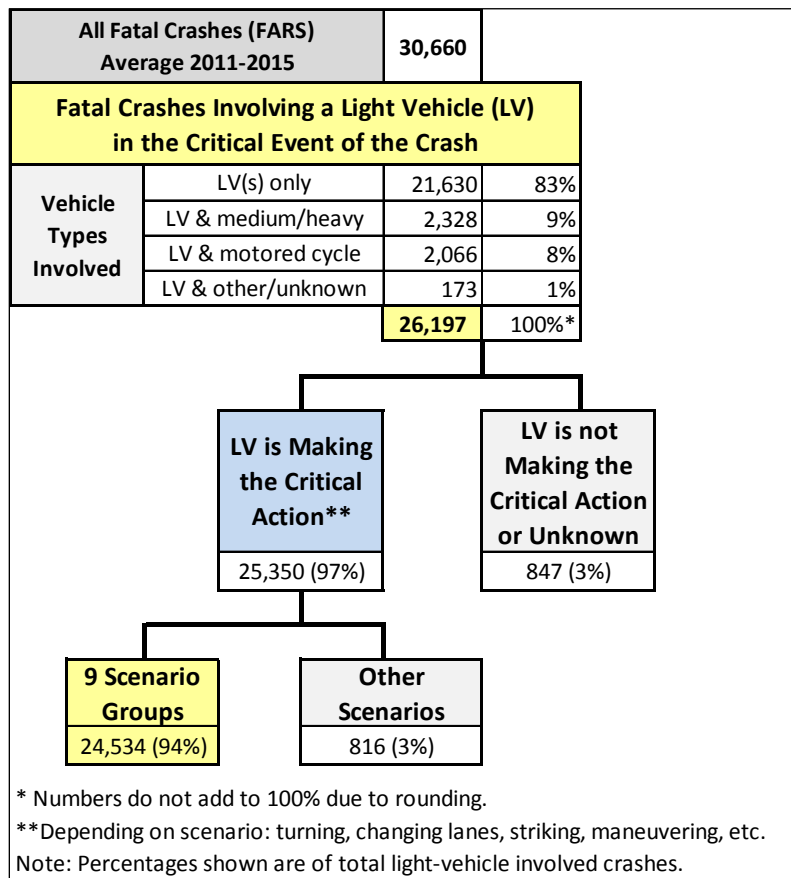 All Fatal Crashes (FARS)
Average 2011-2015
30,660
Fatal Crashes Involving a Light Vehicle (LV)
in the Critical Event of the Crash
Vehicle
Types
Involved
LV(s) only 21,630 83%
LV & medium/heavy 2,328 9%
LV & motored cycle 2,066 8%
LV & other/unknown 173 1%
26,197 100%*
LV is Making
the Critical
Action**
25,350 (97%)
LV is not
Making the
Critical Action
or Unknown
847 (3%)
9 Scenario
Groups
24,534 (94%)
Other
Scenarios
816 (3%)
* Numbers do not add to 100% due to rounding.
**Depending on scenario: turning, changing lanes, striking, maneuvering, etc.
Note: Percentages shown are of total light-vehicle involved crashes.